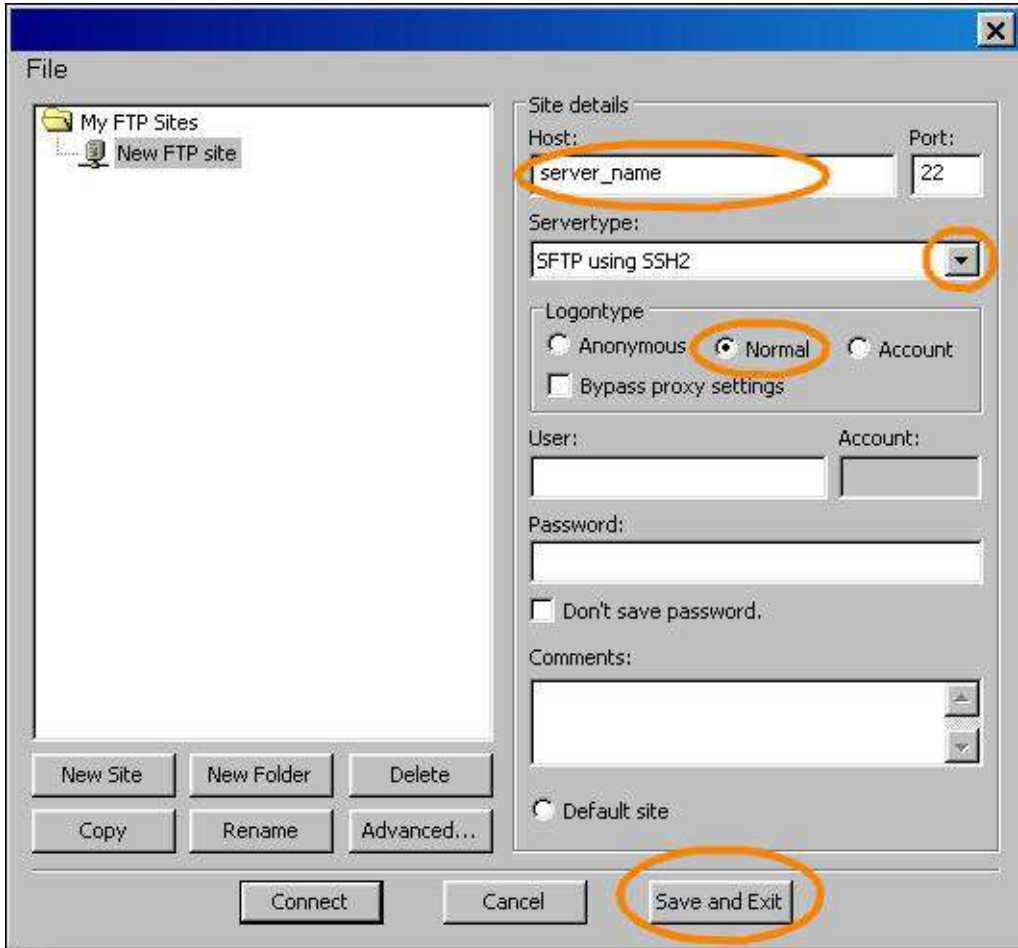 File
My FTP Sites
New FTP site
New Site New Folder Delete
Copy Rename Advanced...
Site details
Host: Port:
server_name 22
Servertype:
SFTP using SSH2
Logontype
Anonymous Normal Account
Bypass proxy settings
User: Account:
Password:
Don't save password.
Comments:
Default site
Connect Cancel Save and Exit